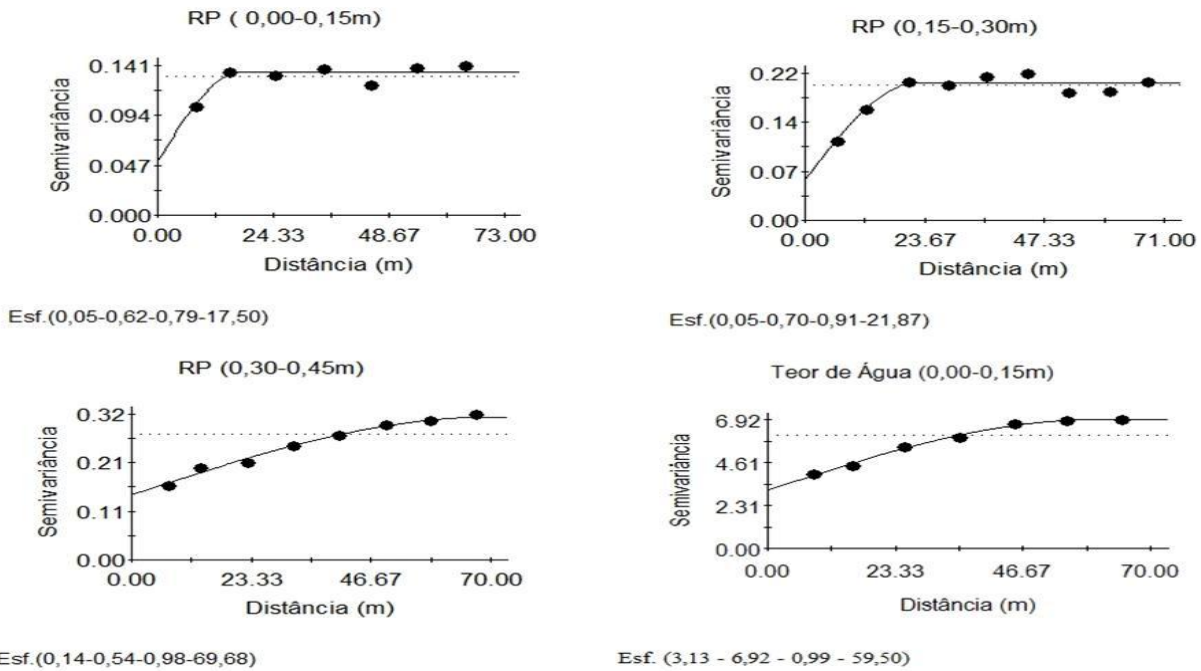 RP ( 0,00-0,15m)
Semivariância
0.141
0.094
0.047
0.000
0.00 24.33 48.67 73.00
Distância (m)
Esf.(0,05-0,62-0,79-17,50)
RP (0,15-0,30m)
Semivariância
0.22
0.14
0.07
0.00
0.00 23.67 47.33 71.00
Distância (m)
Esf.(0,05-0,70-0,91-21,87)
RP (0,30-0,45m)
Semivariância
0.32
0.21
0.11
0.00
0.00 23.33 46.67 70.00
Distância (m)
Esf.(0,14-0,54-0,98-69,68)
Teor de Água (0,00-0,15m)
Semivariância
6.92
4.61
2.31
0.00
0.00 23.33 46.67 70.00
Distância (m)
Esf. (3,13 - 6,92 - 0,99 - 59,50)